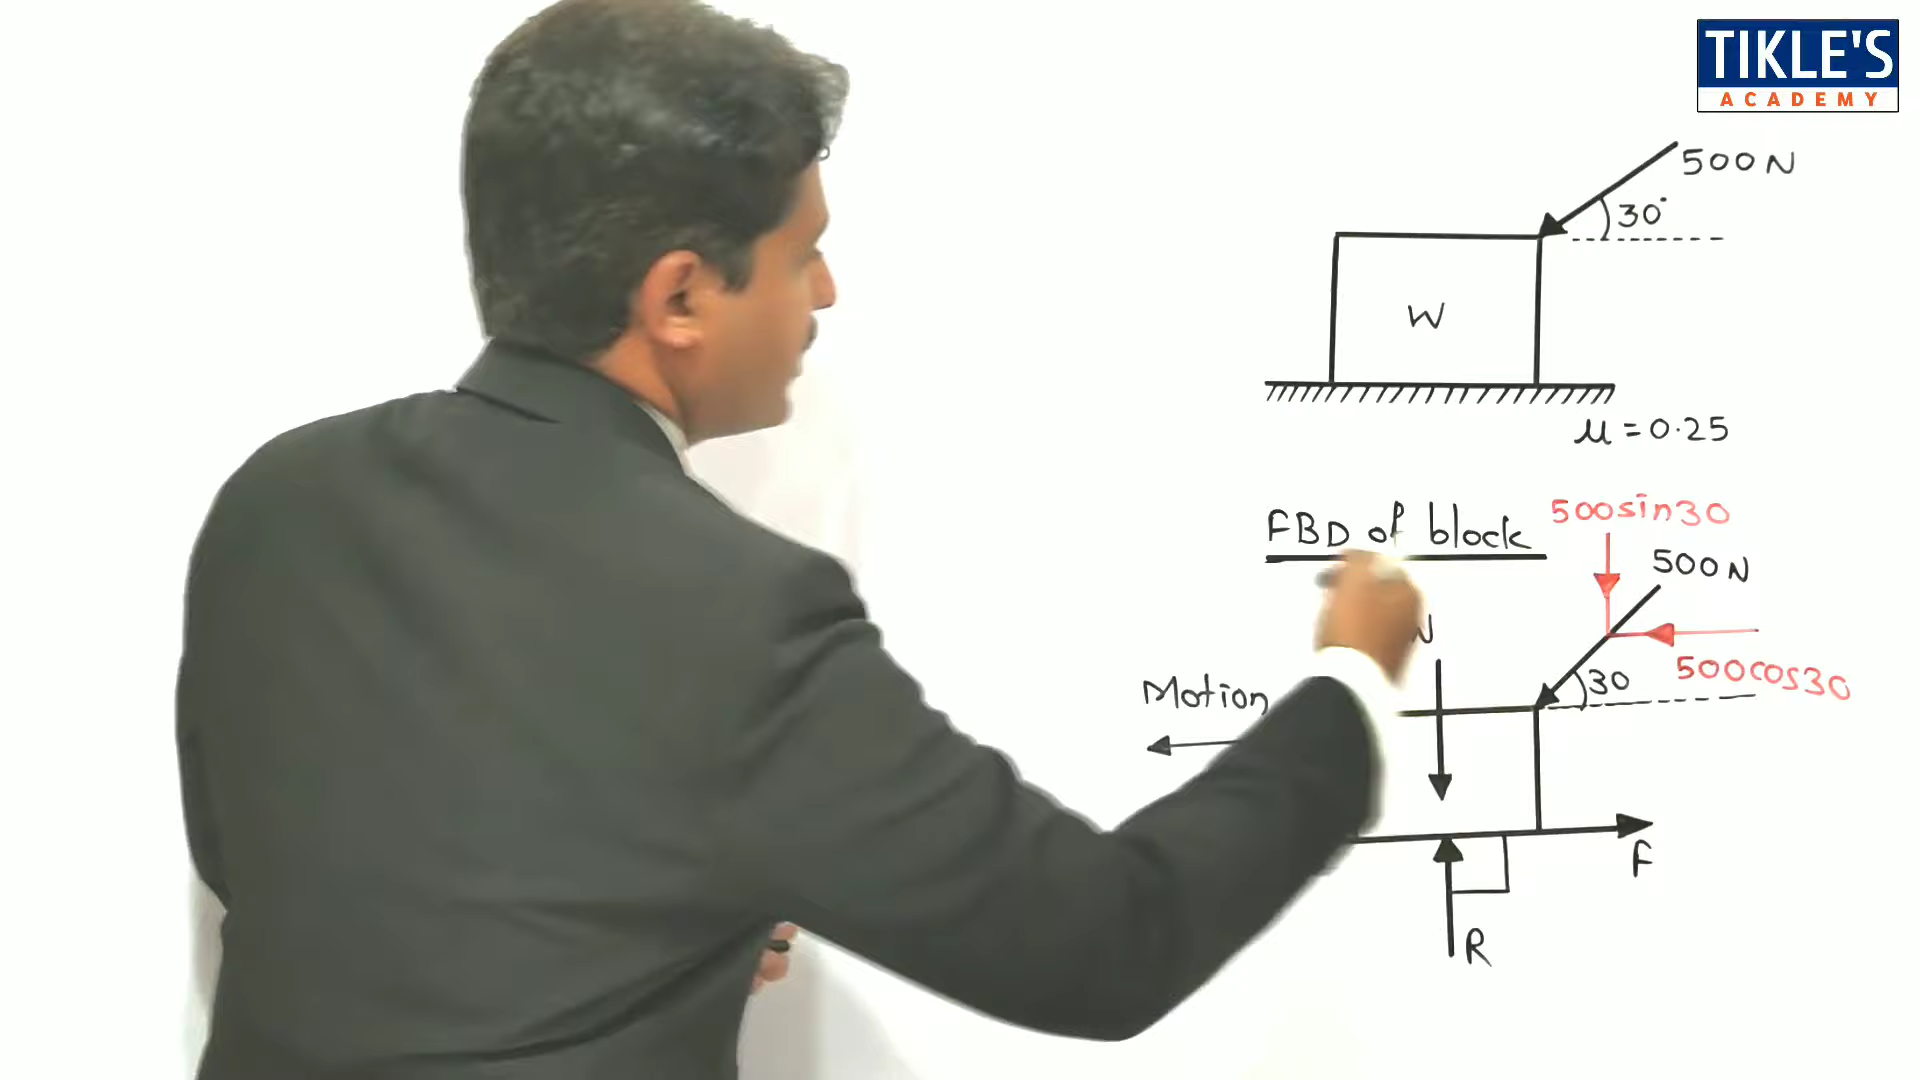 TIKLE'S
ACADEMY
500N
30°
W
μ = 0.25
FBD of block
500sin30
500N
500cos30
30
Motion
F
R